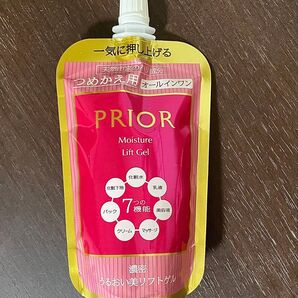 一気に押し上げる
つめかえ用 オールインワン
PRIOR
Moisture
Lift Gel
化粧水
乳液
美容液
マッサージ
クリーム
パック
化粧下地
7つの機能
濃密
うるおい美リフトゲル